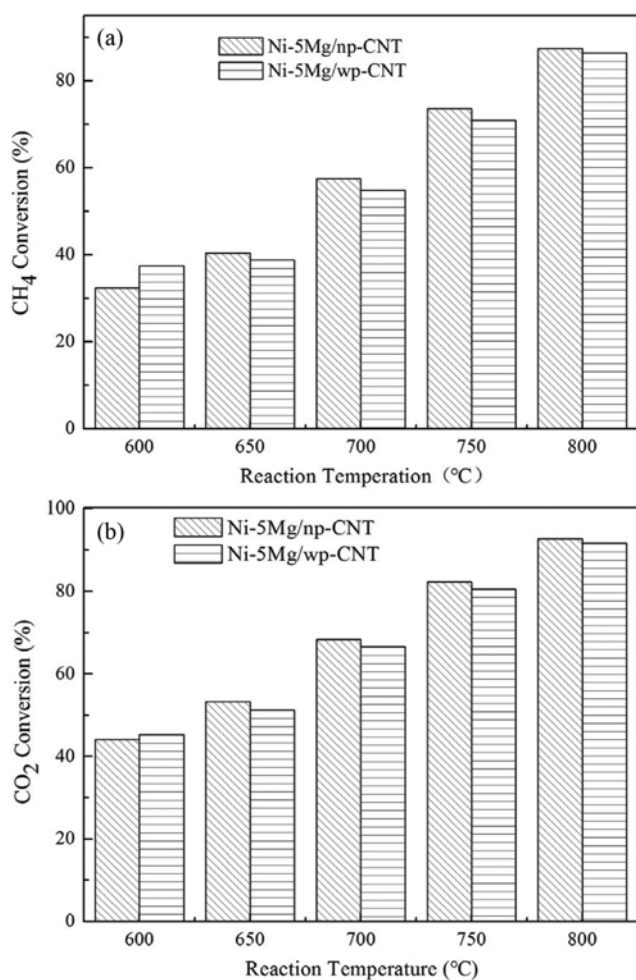 (a)
Ni-5Mg/np-CNT
Ni-5Mg/wp-CNT
CH4 Conversion (%)
80
60
40
20
0
600 650 700 750 800
Reaction Temperation（℃）
(b)
Ni-5Mg/np-CNT
Ni-5Mg/wp-CNT
CO2 Conversion (%)
100
80
60
40
20
0
600 650 700 750 800
Reaction Temperature (℃)